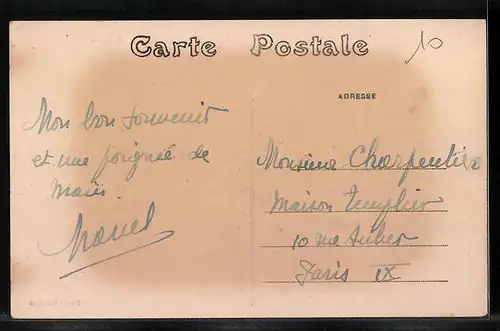 Carte Postale
10
ADRESSE
Mon bon souvenir
et une poignée de
main
Monsieur Charpentier
Maison Templier
10 rue Auber
Paris IX